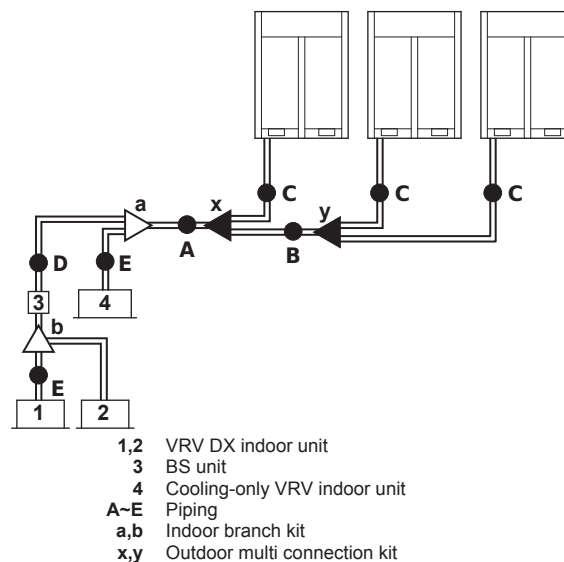 C
C
C
a
x
y
A
B
D
E
3
4
b
E
1
2
1,2 VRV DX indoor unit
3 BS unit
4 Cooling-only VRV indoor unit
A~E Piping
a,b Indoor branch kit
x,y Outdoor multi connection kit